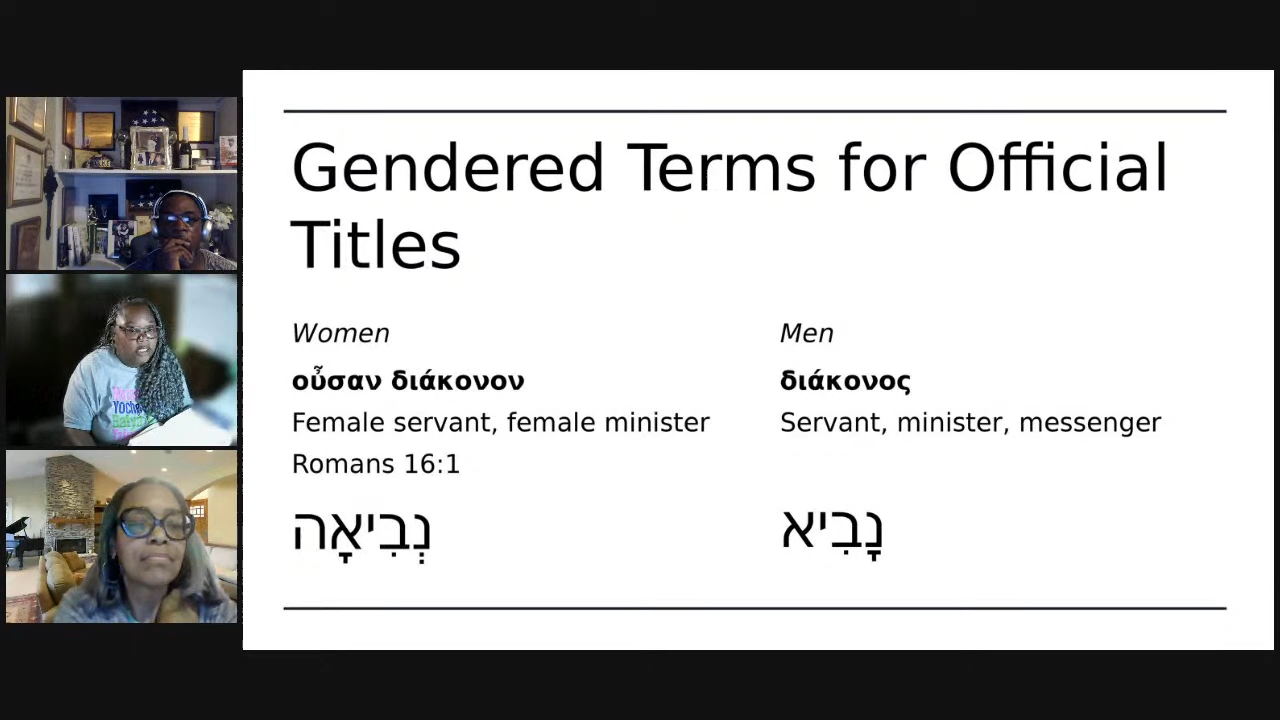 Gendered Terms for Official
Titles
Women
οὖσαν διάκονον
Female servant, female minister
Romans 16:1
נְבִיאָה
Men
διάκονος
Servant, minister, messenger
נָבִיא